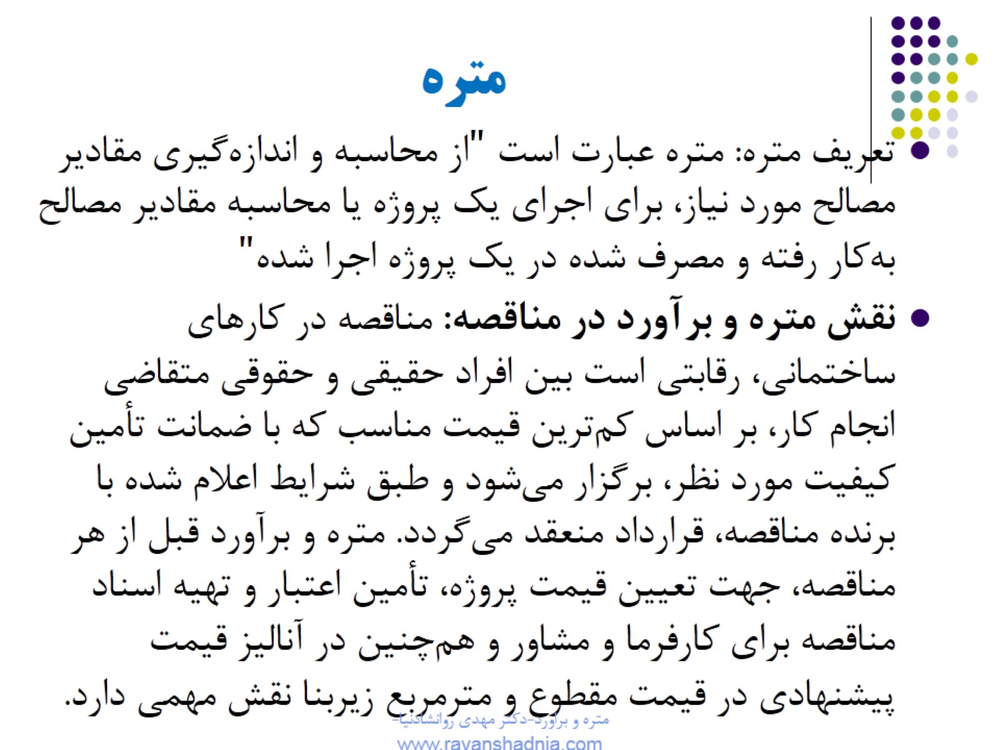 متره
تعریف متره: متره عبارت است "از محاسبه و اندازه‌گیری مقادیر
مصالح مورد نیاز، برای اجرای یک پروژه یا محاسبه مقادیر مصالح
به‌کار رفته و مصرف شده در یک پروژه اجرا شده"
نقش متره و برآورد در مناقصه: مناقصه در کارهای
ساختمانی، رقابتی است بین افراد حقیقی و حقوقی متقاضی
انجام کار، بر اساس کم‌ترین قیمت مناسب که با ضمانت تأمین
کیفیت مورد نظر، برگزار می‌شود و طبق شرایط اعلام شده با
برنده مناقصه، قرارداد منعقد می‌گردد. متره و برآورد قبل از هر
مناقصه، جهت تعیین قیمت پروژه، تأمین اعتبار و تهیه اسناد
مناقصه برای کارفرما و مشاور و هم‌چنین در آنالیز قیمت
پیشنهادی در قیمت مقطوع و مترمربع زیربنا نقش مهمی دارد.
متره و برآورد-دکتر مهدی روانشادنیا-
www.ravanshadnia.com